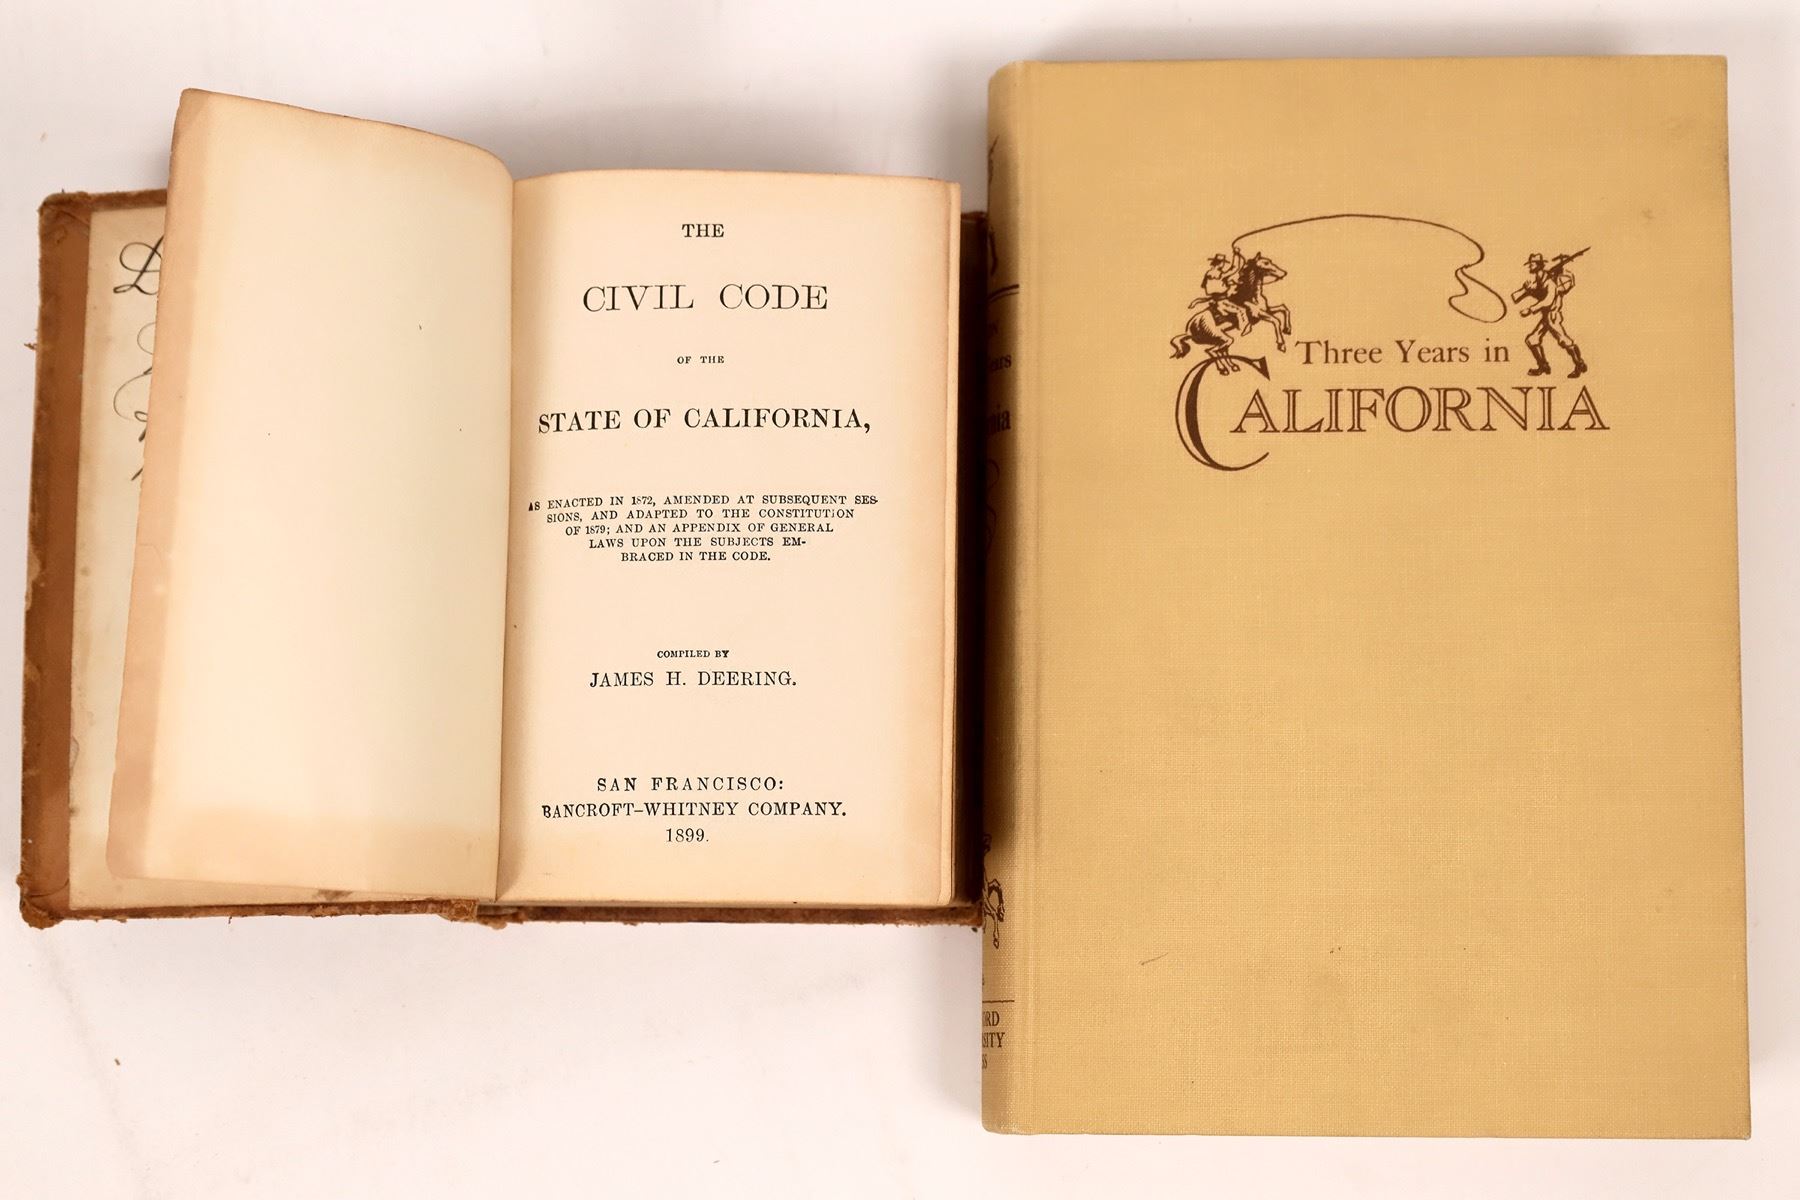 THE
CIVIL CODE
OF THE
STATE OF CALIFORNIA,
AS ENACTED IN 1872, AMENDED AT SUBSEQUENT SES-
SIONS, AND ADAPTED TO THE CONSTITUTION
OF 1879; AND AN APPENDIX OF GENERAL
LAWS UPON THE SUBJECTS EM-
BRACED IN THE CODE.
COMPILED BY
JAMES H. DEERING.
SAN FRANCISCO:
BANCROFT-WHITNEY COMPANY.
1899.
Three Years in
CALIFORNIA